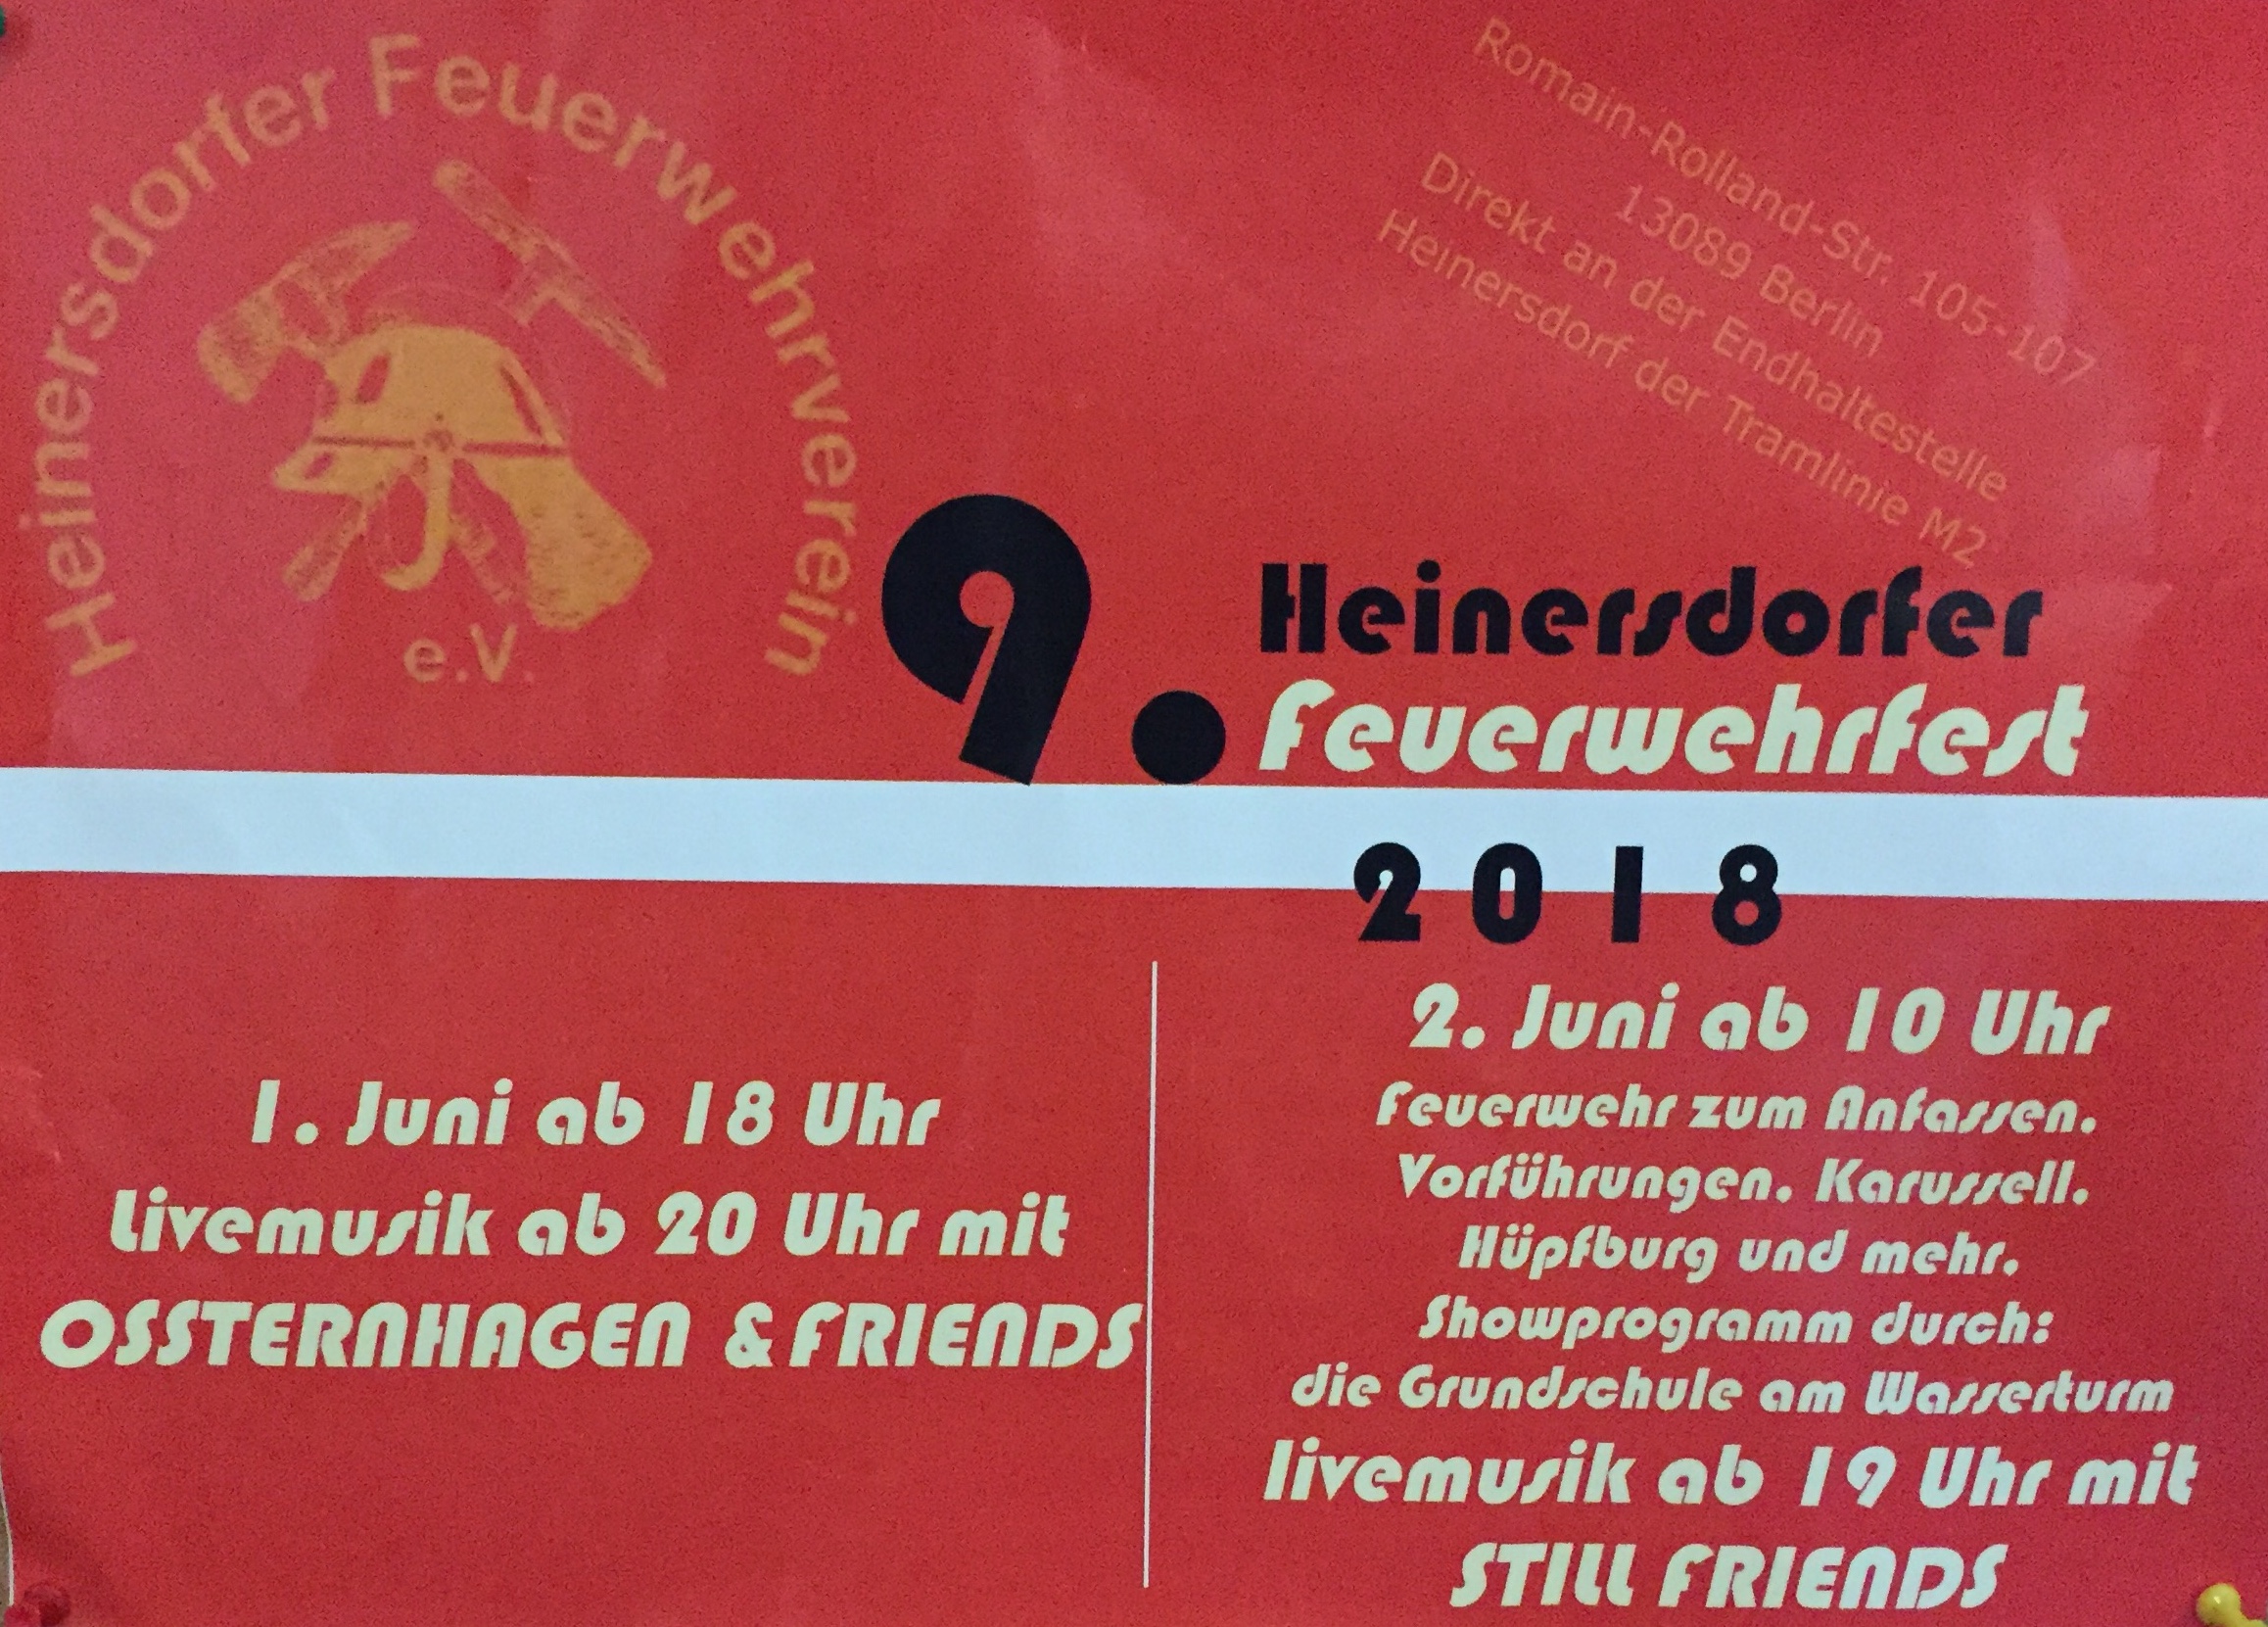 Heinersdorfer Feuerwehrverein
e.V.
Romain-Rolland-Str. 105-107
13089 Berlin
Direkt an der Endhaltestelle
Heinersdorf der Tramlinie M2
9. Heinersdorfer
Feuerwehrfest
2018
1. Juni ab 18 Uhr
Livemusik ab 20 Uhr mit
OSSTERNHAGEN & FRIENDS
2. Juni ab 10 Uhr
Feuerwehr zum Anfassen.
Vorführungen. Karussell.
Hüpfburg und mehr.
Showprogramm durch:
die Grundschule am Wasserturm
livemusik ab 19 Uhr mit
STILL FRIENDS